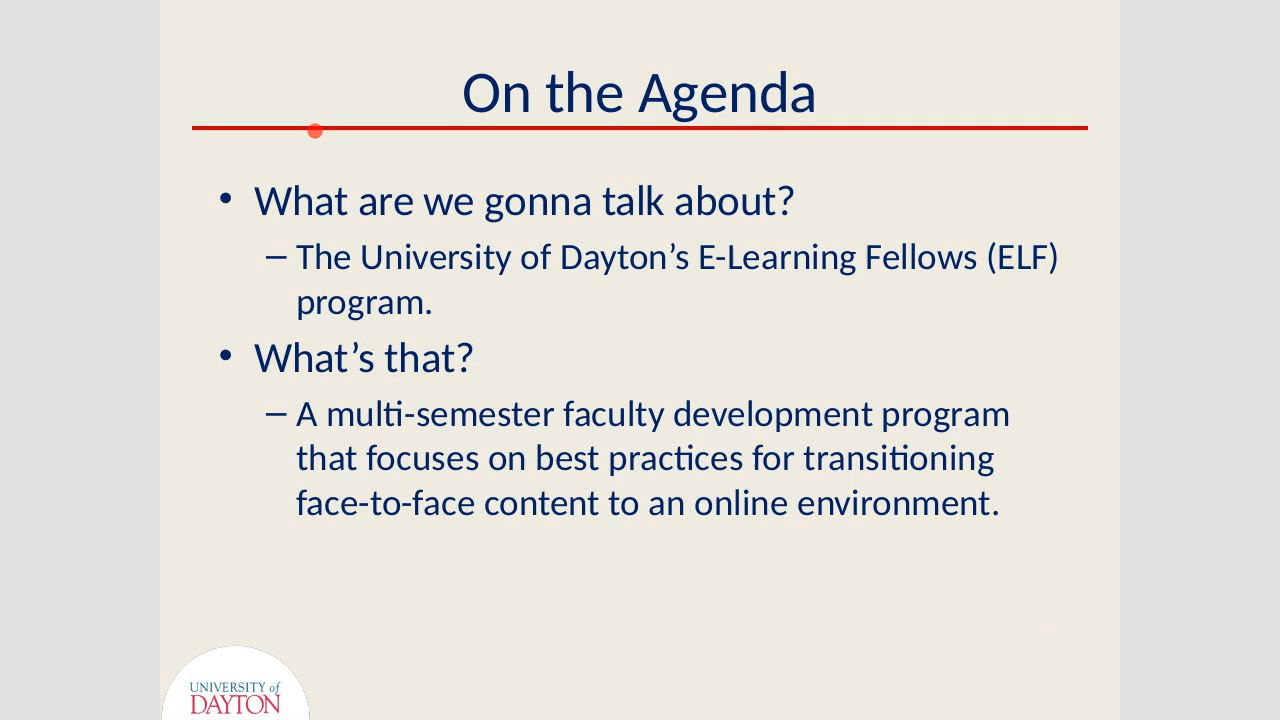 On the Agenda
• What are we gonna talk about?
– The University of Dayton’s E-Learning Fellows (ELF)
program.
• What’s that?
– A multi-semester faculty development program
that focuses on best practices for transitioning
face-to-face content to an online environment.
UNIVERSITY of
DAYTON